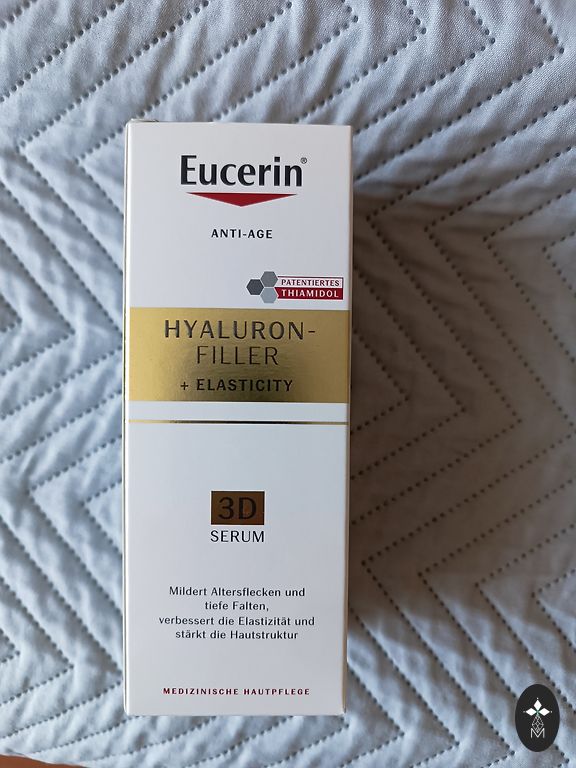 Eucerin®
ANTI-AGE
PATENTIERTES
THIAMIDOL
HYALURON-
FILLER
+ ELASTICITY
3D
SERUM
Mildert Altersflecken und
tiefe Falten,
verbessert die Elastizität und
stärkt die Hautstruktur
MEDIZINISCHE HAUTPFLEGE
M